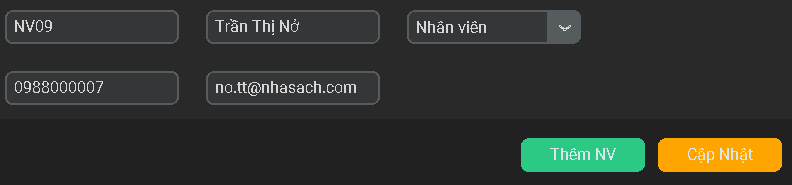 NV09 Trần Thị Nở Nhân viên
0988000007 no.tt@nhasach.com
Thêm NV Cập Nhật